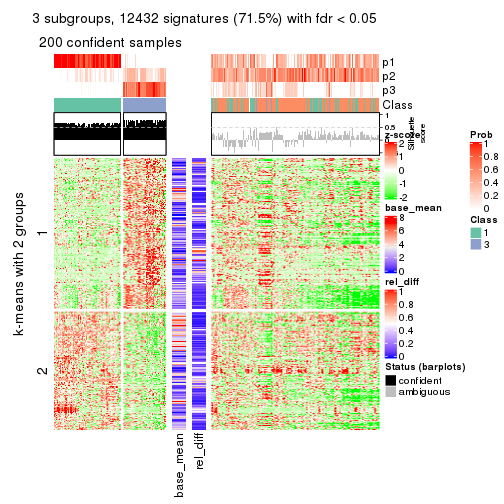 3 subgroups, 12432 signatures (71.5%) with fdr < 0.05
200 confident samples
p1
p2
p3
Class
1
0.5
0
Silhouette
score
k-means with 2 groups
1
2
base_mean
rel_diff
z-score
2
1
0
-1
-2
base_mean
8
6
4
2
0
rel_diff
1
0.8
0.6
0.4
0.2
0
Status (barplots)
confident
ambiguous
Prob
1
0.8
0.6
0.4
0.2
0
Class
1
3